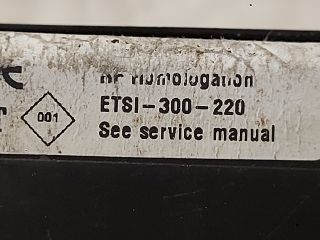 RF Homologation
001 ETSI-300-220
See service manual